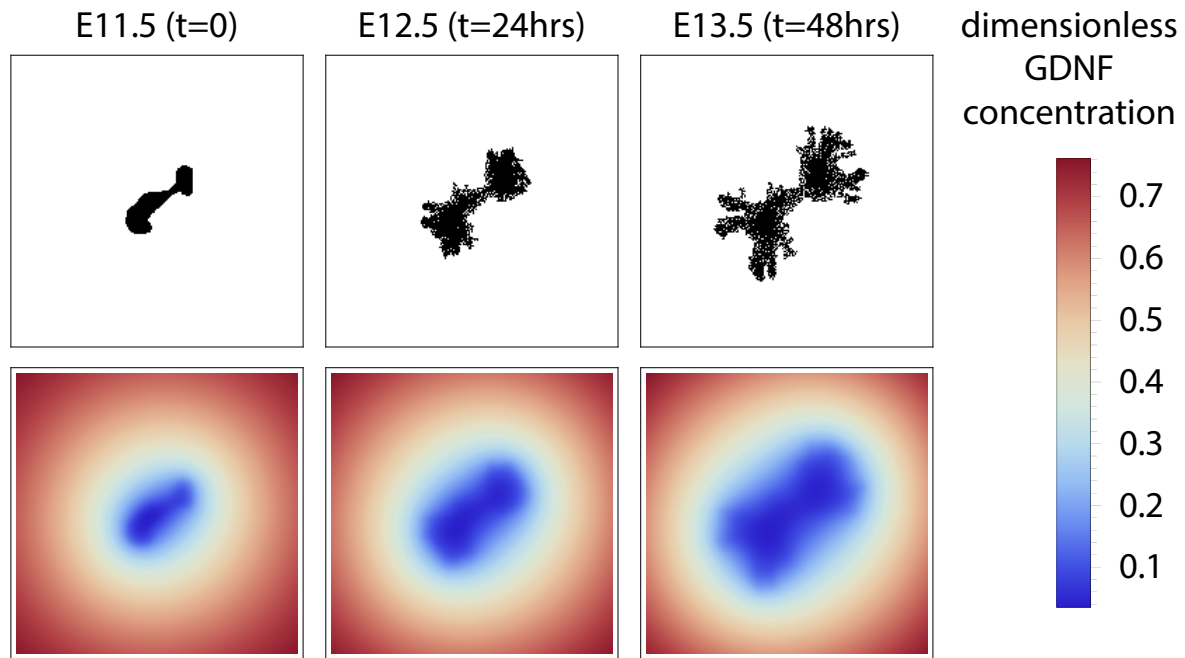 E11.5 (t=0)
E12.5 (t=24hrs)
E13.5 (t=48hrs)
dimensionless
GDNF
concentration
0.7
0.6
0.5
0.4
0.3
0.2
0.1